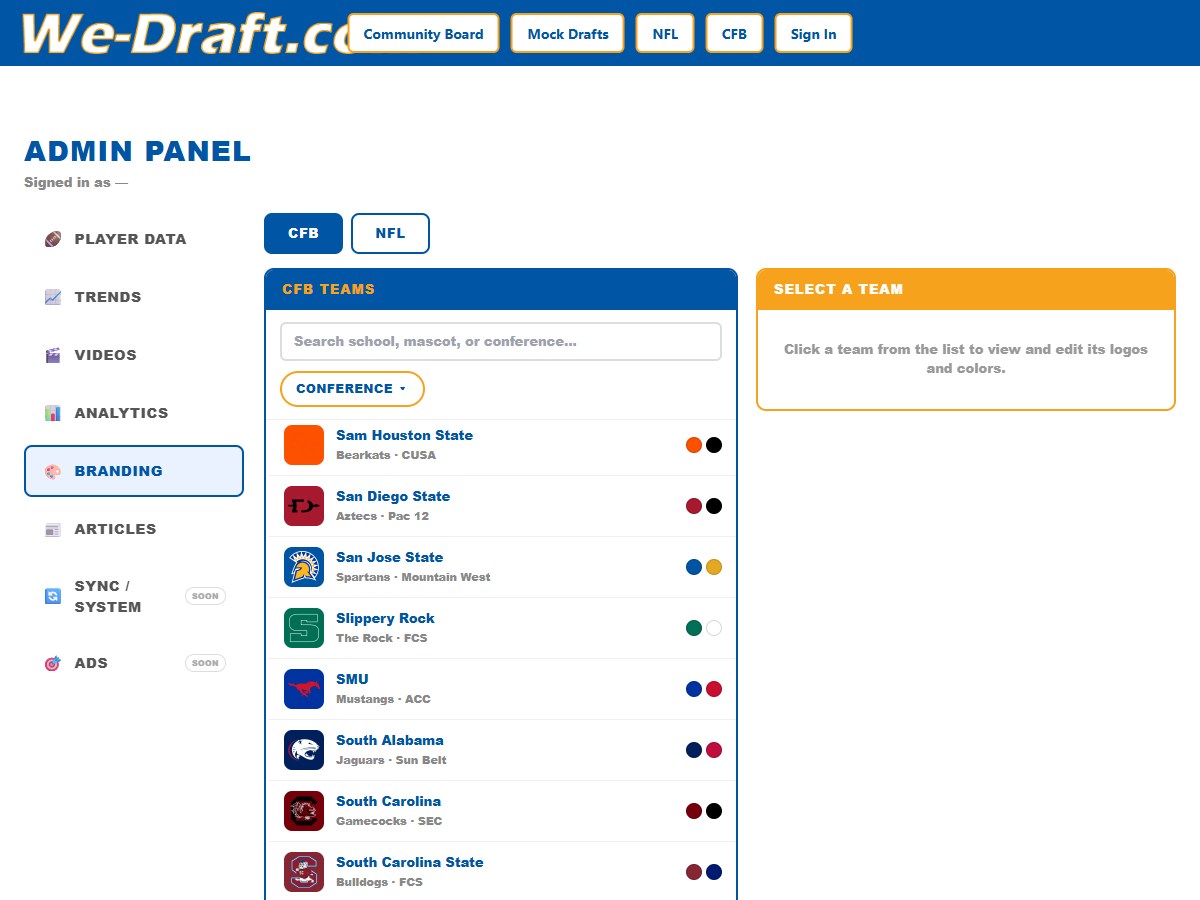 We-Draft.co
Community Board
Mock Drafts
NFL
CFB
Sign In
ADMIN PANEL
Signed in as —
PLAYER DATA
TRENDS
VIDEOS
ANALYTICS
BRANDING
ARTICLES
SYNC /
SYSTEM
SOON
ADS
SOON
CFB
NFL
CFB TEAMS
Search school, mascot, or conference...
CONFERENCE
Sam Houston State
Bearkats · CUSA
San Diego State
Aztecs · Pac 12
San Jose State
Spartans · Mountain West
Slippery Rock
The Rock · FCS
SMU
Mustangs · ACC
South Alabama
Jaguars · Sun Belt
South Carolina
Gamecocks · SEC
South Carolina State
Bulldogs · FCS
SELECT A TEAM
Click a team from the list to view and edit its logos
and colors.